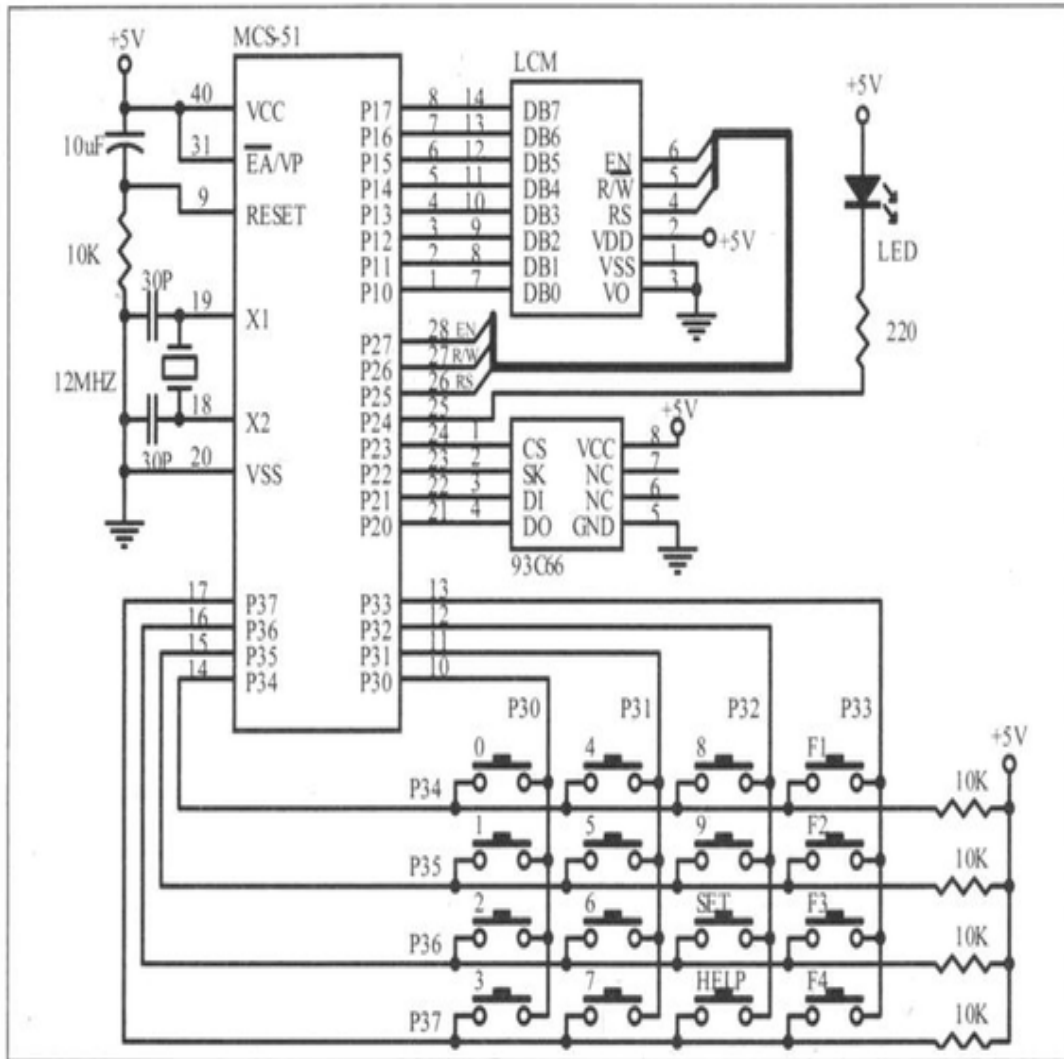 MCS-51
+5V
40 VCC
10uF
31 EA/VP
9 RESET
10K
30P
19 X1
12MHZ
18 X2
30P
20 VSS
P17 8 14 DB7
P16 7 13 DB6
P15 6 12 DB5
P14 5 11 DB4
P13 4 10 DB3
P12 3 9 DB2
P11 2 8 DB1
P10 1 7 DB0
P27 28 EN
P26 27 R/W
P25 26 RS
P24 25
P23 24 1 CS
P22 23 2 SK
P21 22 3 DI
P20 21 4 DO
LCM
EN 6
R/W 5
RS 4
VDD 2 +5V
VSS 1
VO 3
+5V
LED
220
+5V
VCC 8
NC 7
NC 6
GND 5
93C66
17 P37
16 P36
15 P35
14 P34
P33 13
P32 12
P31 11
P30 10
P30 P31 P32 P33
+5V
0 4 8 F1
P34 10K
1 5 9 F2
P35 10K
2 6 SET F3
P36 10K
3 7 HELP F4
P37 10K